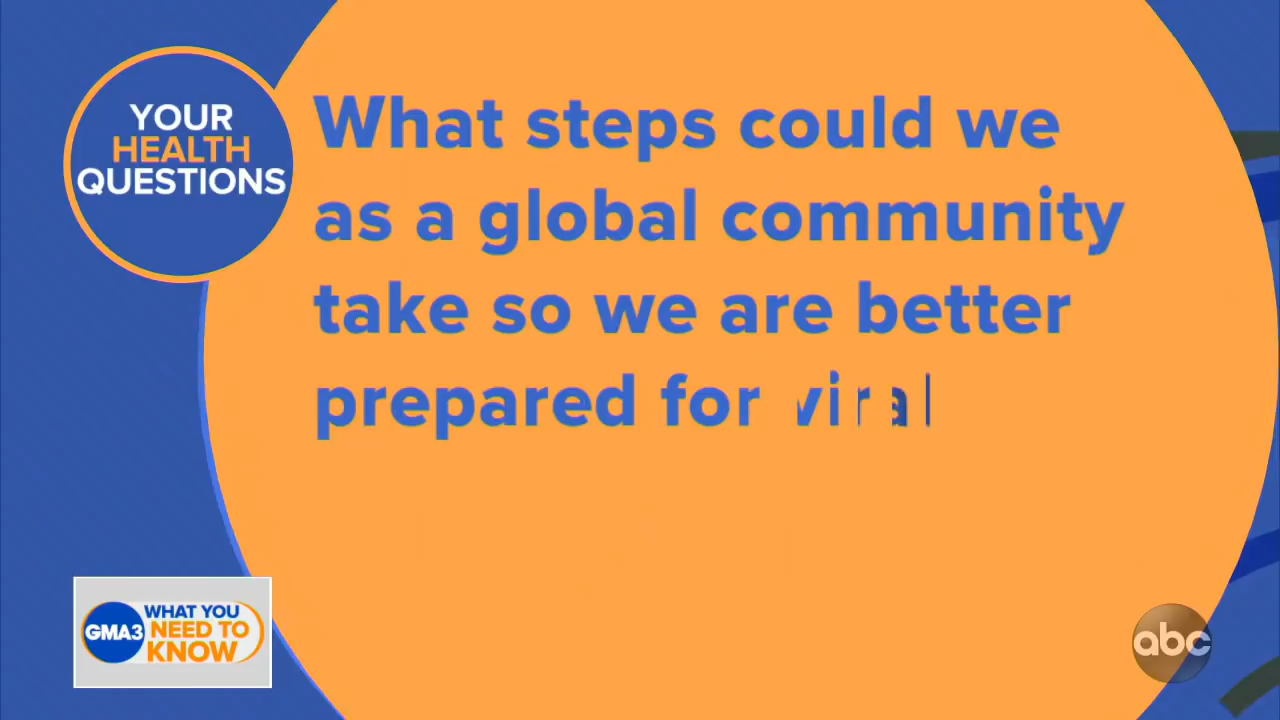 YOUR
HEALTH
QUESTIONS
What steps could we
as a global community
take so we are better
prepared for viral
GMA3
WHAT YOU
NEED TO
KNOW
abc